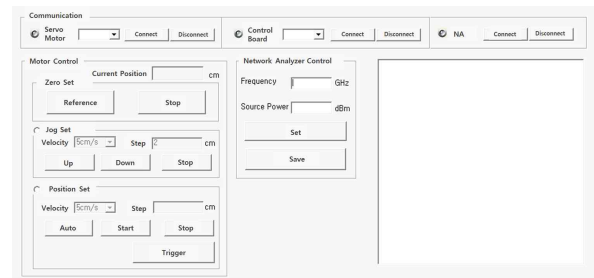 Communication
Servo Motor Connect Disconnect
Control Board Connect Disconnect
NA Connect Disconnect
Motor Control
Current Position cm
Zero Set
Reference Stop
Jog Set
Velocity 5cm/s Step 2 cm
Up Down Stop
Position Set
Velocity 5cm/s Step cm
Auto Start Stop
Trigger
Network Analyzer Control
Frequency GHz
Source Power dBm
Set
Save